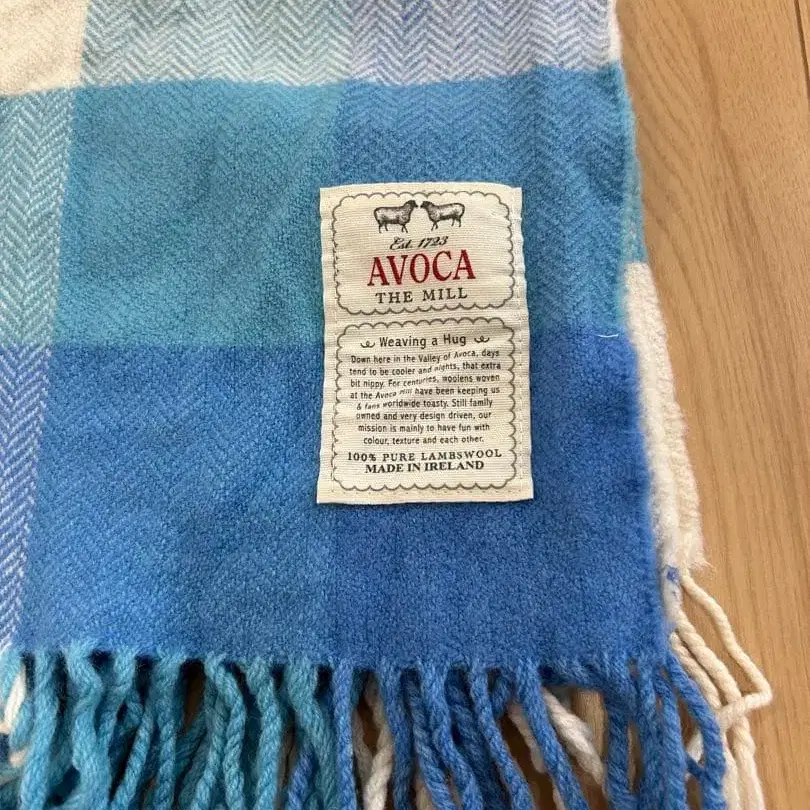 Est. 1723
AVOCA
THE MILL
Weaving a Hug
Down here in the Valley of Avoca, days
tend to be cooler and nights, that extra
bit nippy. For centuries, woolens woven
at the Avoca mill have been keeping us
& fans worldwide toasty. Still family
owned and very design driven, our
mission is mainly to have fun with
colour, texture and each other.
100% PURE LAMBSWOOL
MADE IN IRELAND